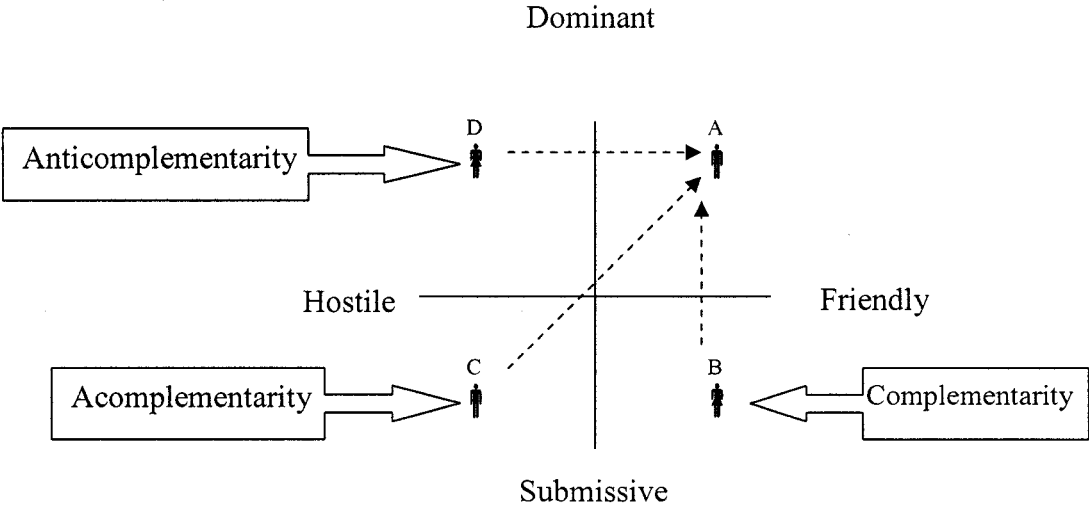 Dominant
D
A
Anticomplementarity
Hostile
Friendly
C
B
Acomplementarity
Complementarity
Submissive